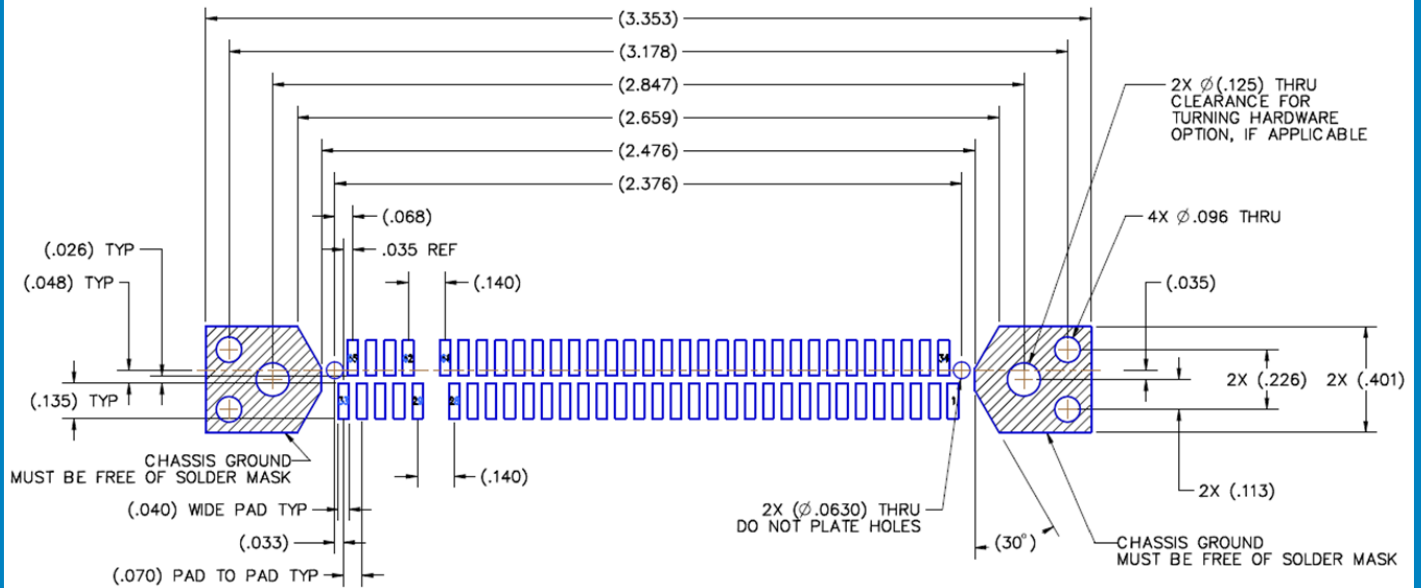 (3.353)
(3.178)
(2.847)
(2.659)
(2.476)
(2.376)
2X Ø(.125) THRU
CLEARANCE FOR
TURNING HARDWARE
OPTION, IF APPLICABLE
(.068)
4X Ø.096 THRU
(.026) TYP
.035 REF
(.048) TYP
(.140)
(.035)
(.135) TYP
34
2X (.226)
2X (.401)
33
1
CHASSIS GROUND
MUST BE FREE OF SOLDER MASK
(.140)
2X (.113)
(.040) WIDE PAD TYP
2X (Ø.0630) THRU
DO NOT PLATE HOLES
(.033)
(30°)
CHASSIS GROUND
MUST BE FREE OF SOLDER MASK
(.070) PAD TO PAD TYP